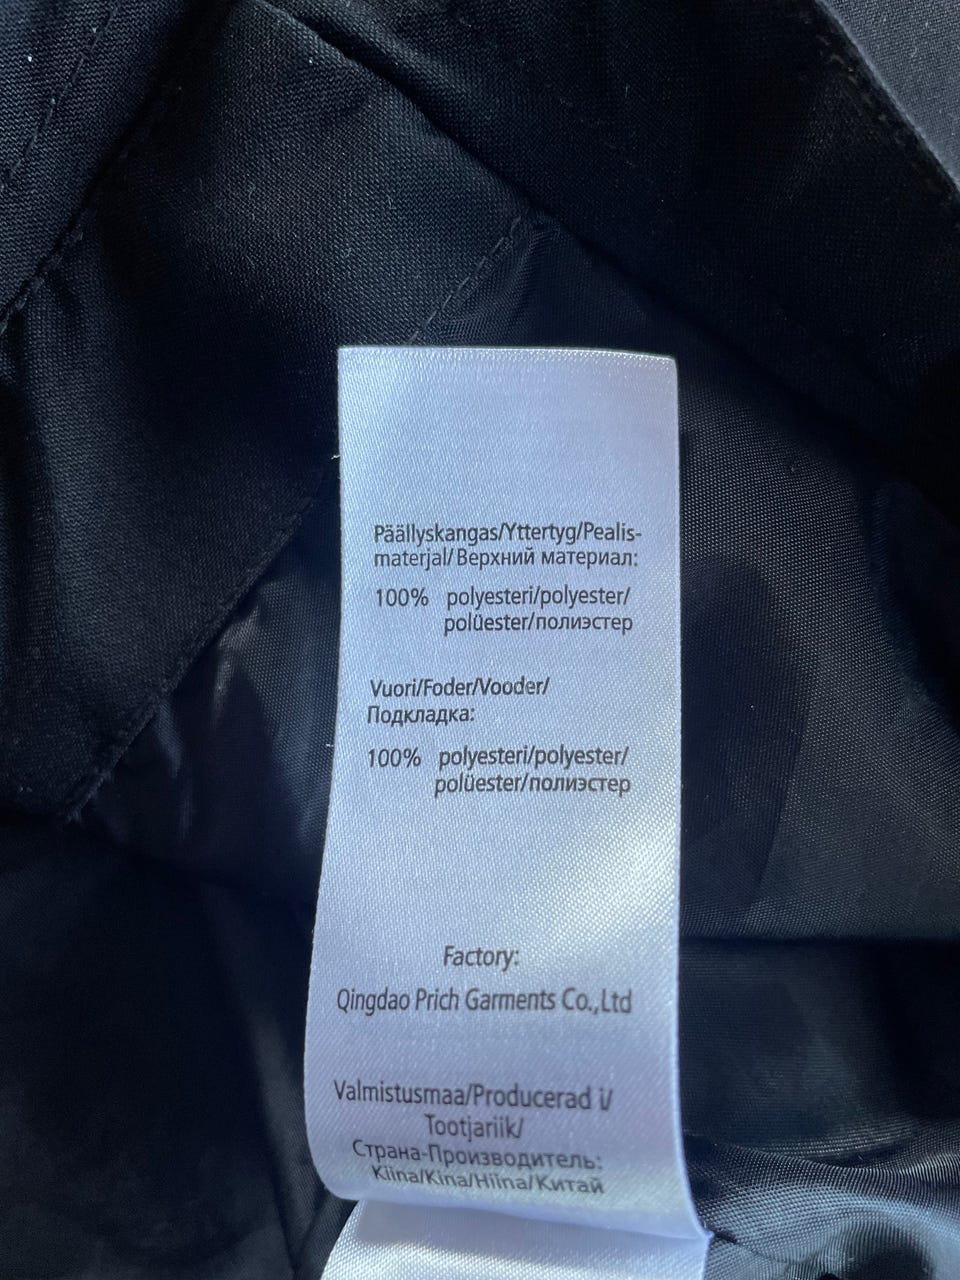 Päällyskangas/Yttertyg/Pealis-
materjal/Верхний материал:
100% polyesteri/polyester/
polüester/полиэстер
Vuori/Foder/Vooder/
Подкладка:
100% polyesteri/polyester/
polüester/полиэстер
Factory:
Qingdao Prich Garments Co.,Ltd
Valmistusmaa/Producerad i/
Tootjariik/
Страна-Производитель:
Kiina/Kina/Hiina/Китай